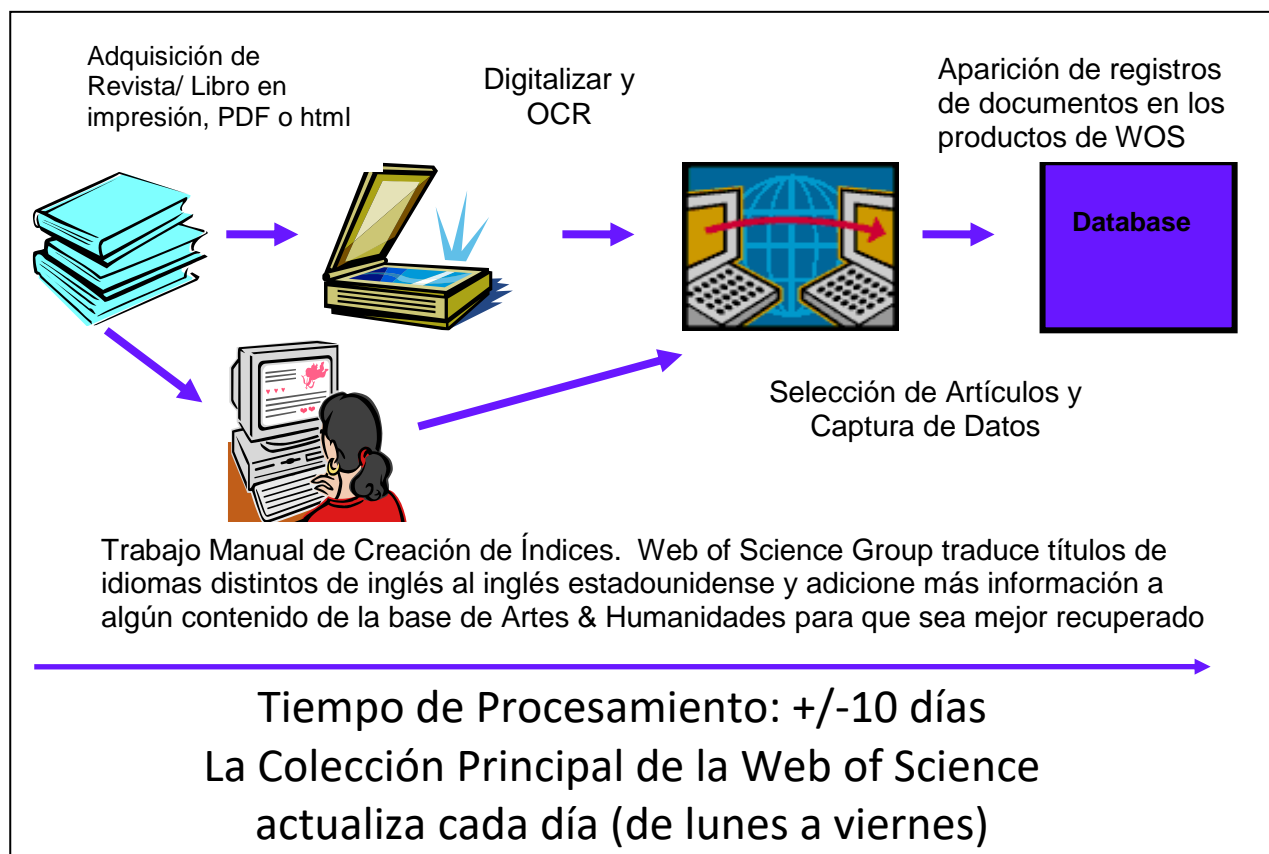 Adquisición de
Revista/ Libro en
impresión, PDF o html
Digitalizar y
OCR
Aparición de registros
de documentos en los
productos de WOS
Database
Selección de Artículos y
Captura de Datos
Trabajo Manual de Creación de Índices.  Web of Science Group traduce títulos de
idiomas distintos de inglés al inglés estadounidense y adicione más información a
algún contenido de la base de Artes & Humanidades para que sea mejor recuperado
Tiempo de Procesamiento: +/-10 días
La Colección Principal de la Web of Science
actualiza cada día (de lunes a viernes)